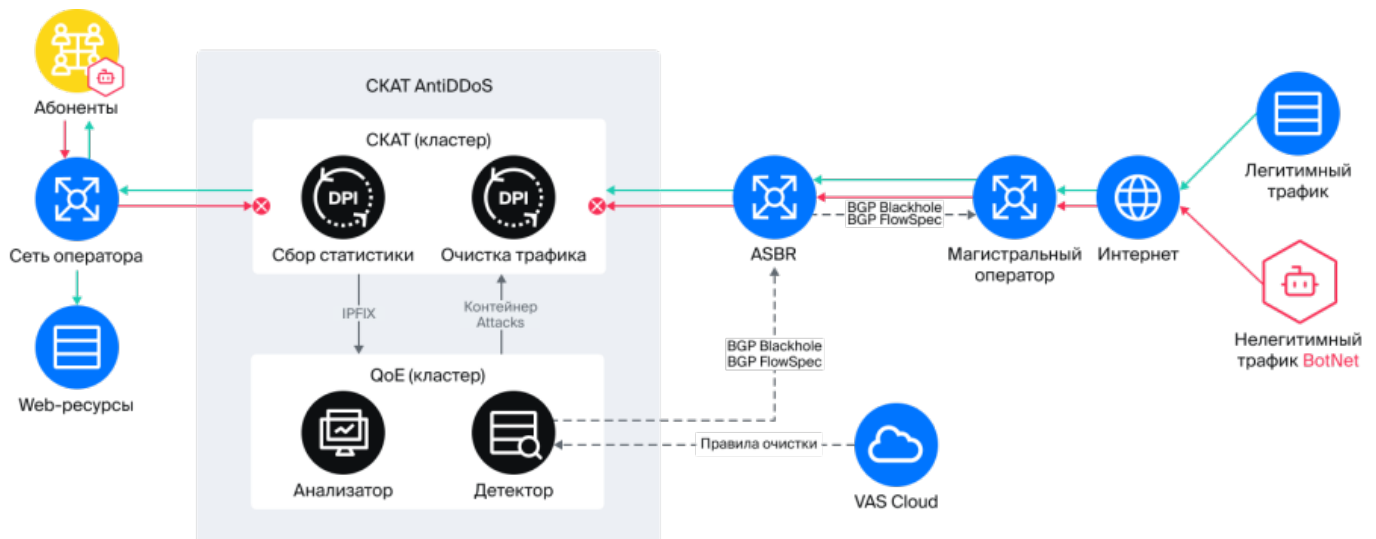 Абоненты
Сеть оператора
Web-ресурсы
СКАТ AntiDDoS
СКАТ (кластер)
DPI
Сбор статистики
DPI
Очистка трафика
IPFIX
Контейнер
Attacks
QoE (кластер)
Анализатор
Детектор
ASBR
BGP Blackhole
BGP FlowSpec
BGP Blackhole
BGP FlowSpec
Правила очистки
VAS Cloud
Магистральный
оператор
Интернет
Легитимный
трафик
Нелегитимный
трафик BotNet